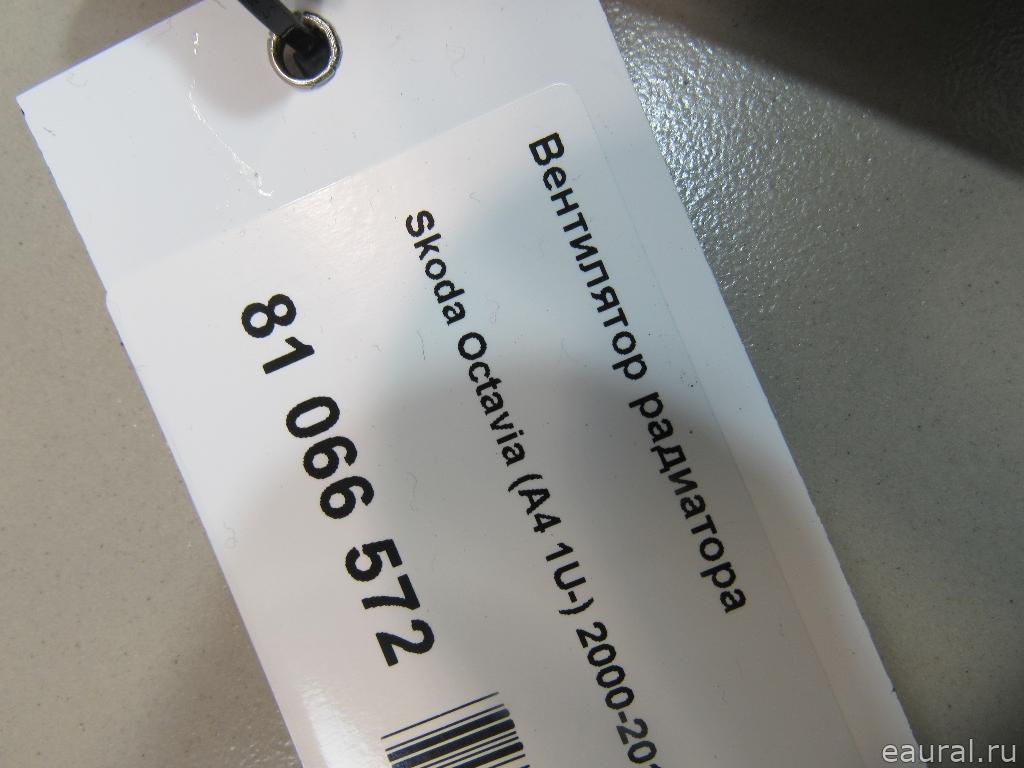 Вентилятор радиатора
Skoda Octavia (A4 1U-) 2000-20
81 066 572
eaural.ru